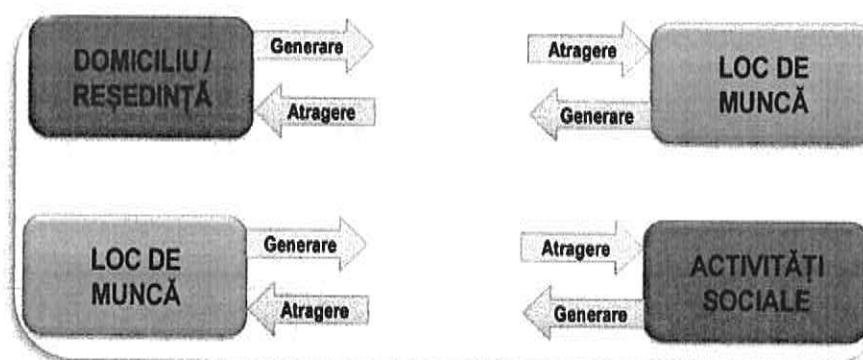 DOMICILIU /
REȘEDINȚĂ
Generare
Atragere
Atragere
Generare
LOC DE
MUNCĂ
LOC DE
MUNCĂ
Generare
Atragere
Atragere
Generare
ACTIVITĂȚI
SOCIALE